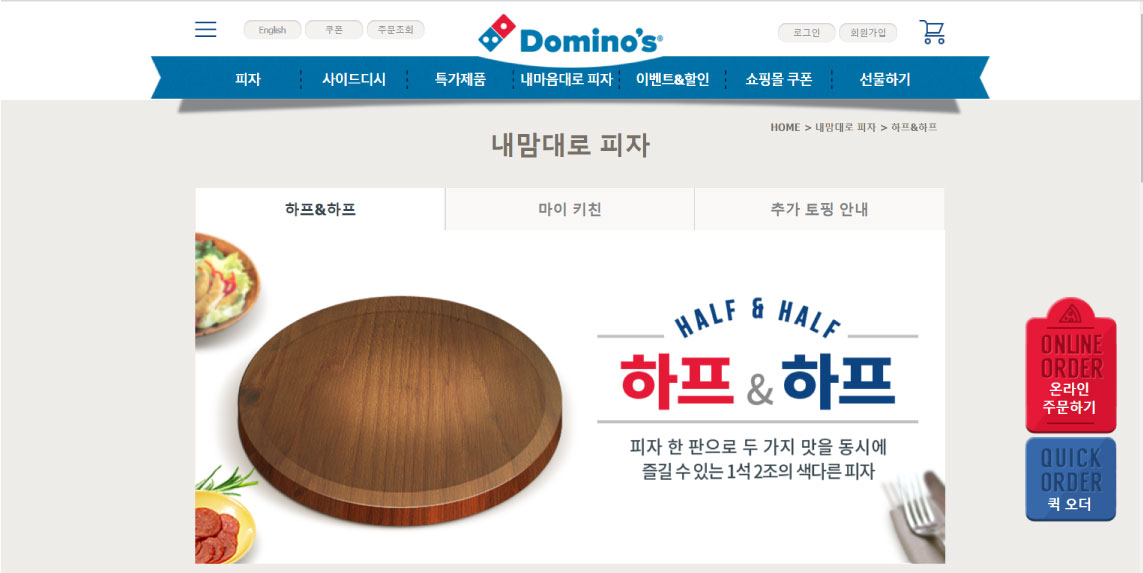 English
쿠폰
주문조회
Domino's®
로그인
회원가입
피자
사이드디시
특가제품
내마음대로 피자
이벤트&할인
쇼핑몰 쿠폰
선물하기
HOME > 내맘대로 피자 > 하프&하프
내맘대로 피자
하프&하프
마이 키친
추가 토핑 안내
HALF & HALF
하프 & 하프
피자 한 판으로 두 가지 맛을 동시에
즐길 수 있는 1석 2조의 색다른 피자
ONLINE
ORDER
온라인
주문하기
QUICK
ORDER
퀵 오더